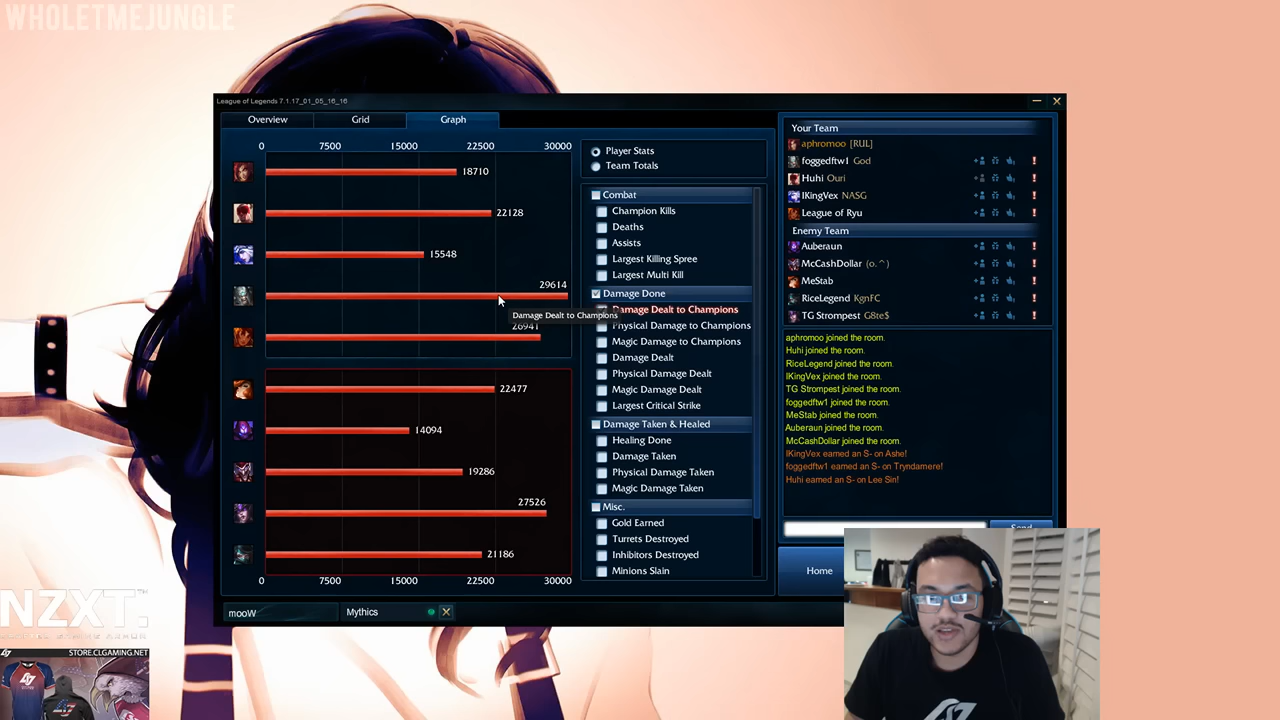 WHOLETMEJUNGLE
League of Legends 7.1.17_01_05_16_16
Overview
Grid
Graph
0 7500 15000 22500 30000
18710
22128
15548
29614
26941
22477
14094
19286
27526
21186
0 7500 15000 22500 30000
Player Stats
Team Totals
Combat
Champion Kills
Deaths
Assists
Largest Killing Spree
Largest Multi Kill
Damage Done
Damage Dealt to Champions
Damage Dealt to Champions
Physical Damage to Champions
Magic Damage to Champions
Damage Dealt
Physical Damage Dealt
Magic Damage Dealt
Largest Critical Strike
Damage Taken & Healed
Healing Done
Damage Taken
Physical Damage Taken
Magic Damage Taken
Misc.
Gold Earned
Turrets Destroyed
Inhibitors Destroyed
Minions Slain
Your Team
aphromoo [RUL]
foggedftw1 God
Huhi Ouri
IKingVex NASG
League of Ryu
Enemy Team
Auberaun
McCashDollar (o.^)
MeStab
RiceLegend KgnFC
TG Strompest G8te$
aphromoo joined the room.
Huhi joined the room.
RiceLegend joined the room.
IKingVex joined the room.
TG Strompest joined the room.
foggedftw1 joined the room.
MeStab joined the room.
Auberaun joined the room.
McCashDollar joined the room.
IKingVex earned an S- on Ashe!
foggedftw1 earned an S- on Tryndamere!
Huhi earned an S- on Lee Sin!
Send
Home
mooW
Mythics
NZXT.
STORE.CLGAMING.NET